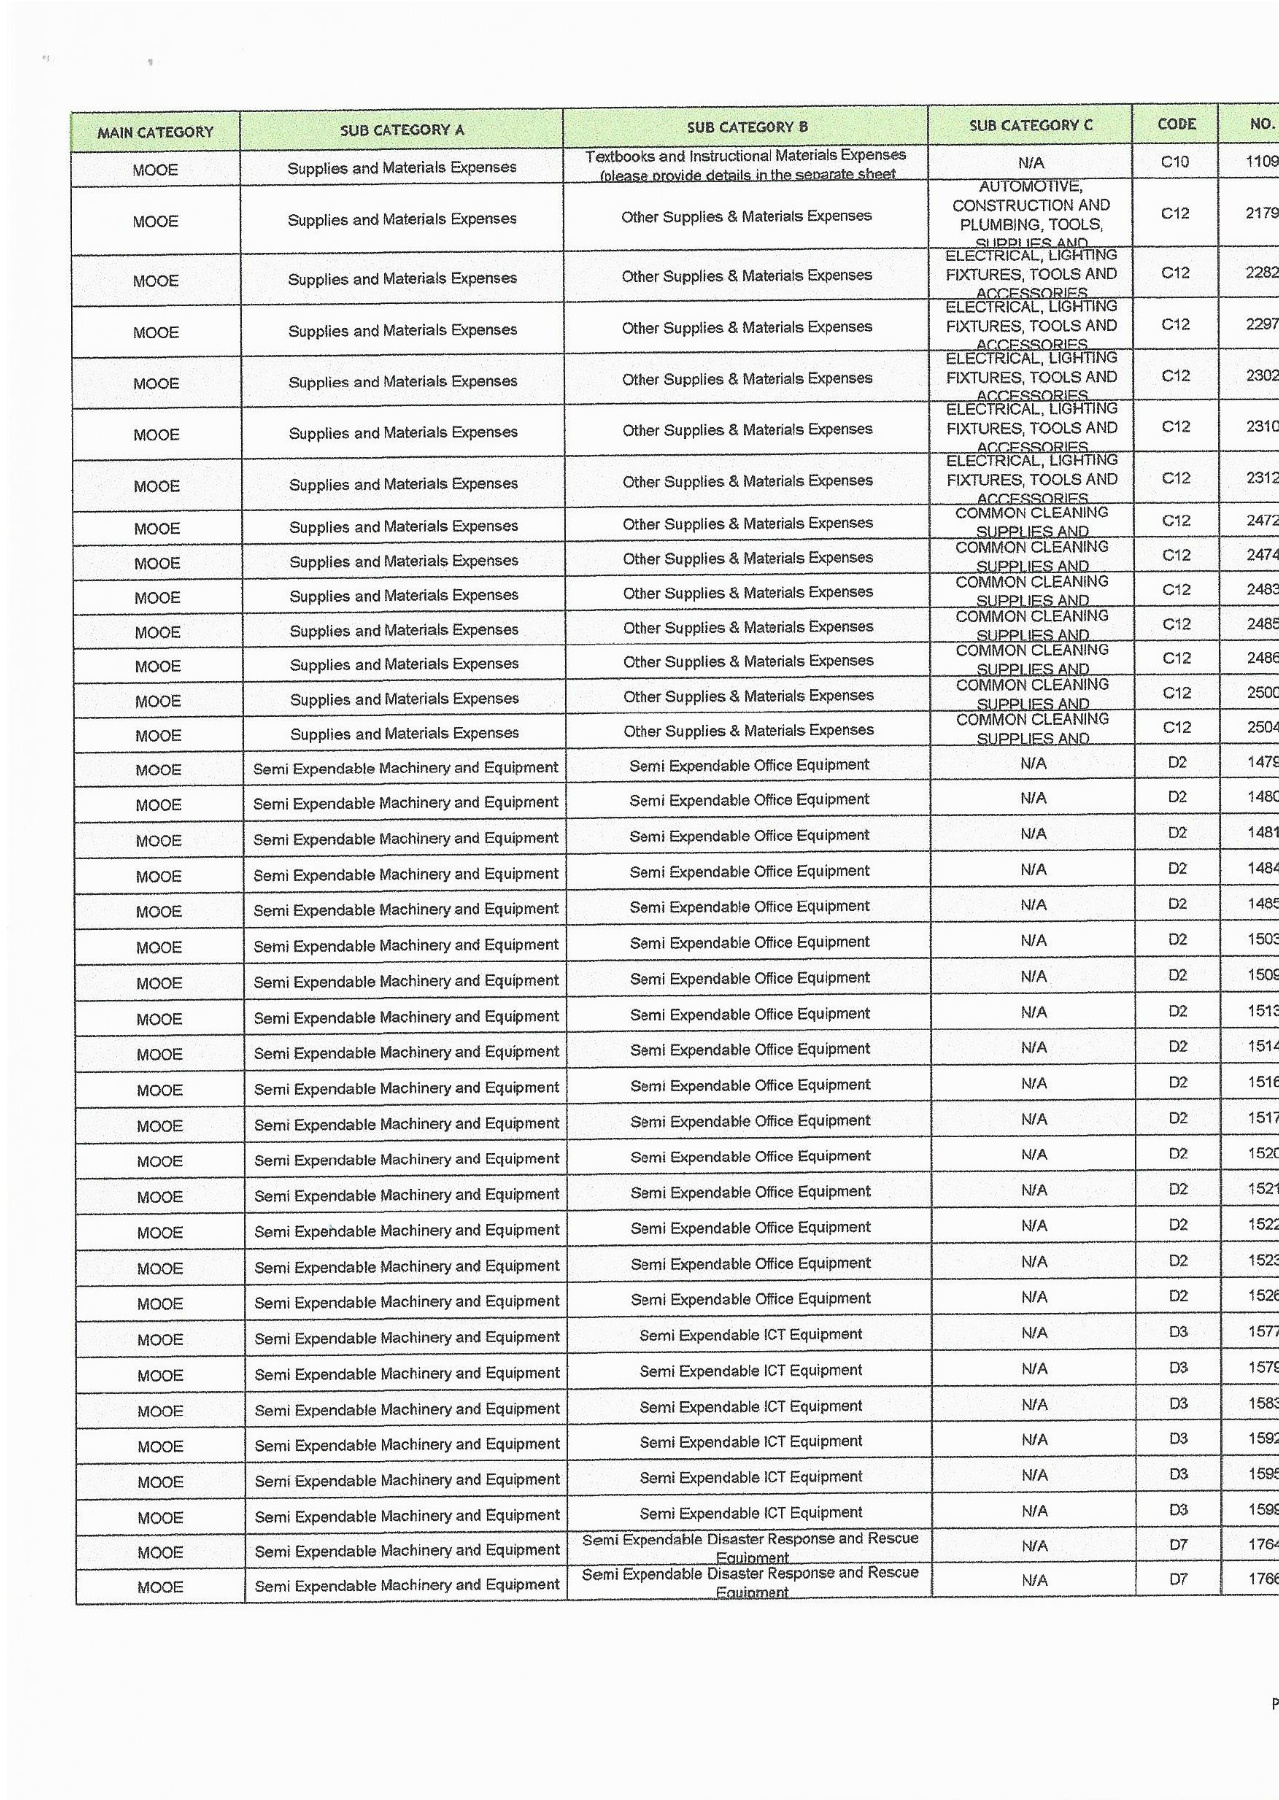 MAIN CATEGORY SUB CATEGORY A SUB CATEGORY B SUB CATEGORY C CODE NO.
MOOE Supplies and Materials Expenses Textbooks and Instructional Materials Expenses (please provide details in the separate sheet N/A C10 1109
MOOE Supplies and Materials Expenses Other Supplies & Materials Expenses AUTOMOTIVE, CONSTRUCTION AND PLUMBING, TOOLS, SUPPLIES AND C12 2179
MOOE Supplies and Materials Expenses Other Supplies & Materials Expenses ELECTRICAL, LIGHTING FIXTURES, TOOLS AND ACCESSORIES C12 2282
MOOE Supplies and Materials Expenses Other Supplies & Materials Expenses ELECTRICAL, LIGHTING FIXTURES, TOOLS AND ACCESSORIES C12 2297
MOOE Supplies and Materials Expenses Other Supplies & Materials Expenses ELECTRICAL, LIGHTING FIXTURES, TOOLS AND ACCESSORIES C12 2302
MOOE Supplies and Materials Expenses Other Supplies & Materials Expenses ELECTRICAL, LIGHTING FIXTURES, TOOLS AND ACCESSORIES C12 2310
MOOE Supplies and Materials Expenses Other Supplies & Materials Expenses ELECTRICAL, LIGHTING FIXTURES, TOOLS AND ACCESSORIES C12 2312
MOOE Supplies and Materials Expenses Other Supplies & Materials Expenses COMMON CLEANING SUPPLIES AND C12 2472
MOOE Supplies and Materials Expenses Other Supplies & Materials Expenses COMMON CLEANING SUPPLIES AND C12 2474
MOOE Supplies and Materials Expenses Other Supplies & Materials Expenses COMMON CLEANING SUPPLIES AND C12 2483
MOOE Supplies and Materials Expenses Other Supplies & Materials Expenses COMMON CLEANING SUPPLIES AND C12 2485
MOOE Supplies and Materials Expenses Other Supplies & Materials Expenses COMMON CLEANING SUPPLIES AND C12 2486
MOOE Supplies and Materials Expenses Other Supplies & Materials Expenses COMMON CLEANING SUPPLIES AND C12 2500
MOOE Supplies and Materials Expenses Other Supplies & Materials Expenses COMMON CLEANING SUPPLIES AND C12 2504
MOOE Semi Expendable Machinery and Equipment Semi Expendable Office Equipment N/A D2 1479
MOOE Semi Expendable Machinery and Equipment Semi Expendable Office Equipment N/A D2 1480
MOOE Semi Expendable Machinery and Equipment Semi Expendable Office Equipment N/A D2 1481
MOOE Semi Expendable Machinery and Equipment Semi Expendable Office Equipment N/A D2 1484
MOOE Semi Expendable Machinery and Equipment Semi Expendable Office Equipment N/A D2 1485
MOOE Semi Expendable Machinery and Equipment Semi Expendable Office Equipment N/A D2 1503
MOOE Semi Expendable Machinery and Equipment Semi Expendable Office Equipment N/A D2 1509
MOOE Semi Expendable Machinery and Equipment Semi Expendable Office Equipment N/A D2 1513
MOOE Semi Expendable Machinery and Equipment Semi Expendable Office Equipment N/A D2 1514
MOOE Semi Expendable Machinery and Equipment Semi Expendable Office Equipment N/A D2 1516
MOOE Semi Expendable Machinery and Equipment Semi Expendable Office Equipment N/A D2 1517
MOOE Semi Expendable Machinery and Equipment Semi Expendable Office Equipment N/A D2 1520
MOOE Semi Expendable Machinery and Equipment Semi Expendable Office Equipment N/A D2 1521
MOOE Semi Expendable Machinery and Equipment Semi Expendable Office Equipment N/A D2 1522
MOOE Semi Expendable Machinery and Equipment Semi Expendable Office Equipment N/A D2 1523
MOOE Semi Expendable Machinery and Equipment Semi Expendable Office Equipment N/A D2 1526
MOOE Semi Expendable Machinery and Equipment Semi Expendable ICT Equipment N/A D3 1577
MOOE Semi Expendable Machinery and Equipment Semi Expendable ICT Equipment N/A D3 1579
MOOE Semi Expendable Machinery and Equipment Semi Expendable ICT Equipment N/A D3 1583
MOOE Semi Expendable Machinery and Equipment Semi Expendable ICT Equipment N/A D3 1592
MOOE Semi Expendable Machinery and Equipment Semi Expendable ICT Equipment N/A D3 1595
MOOE Semi Expendable Machinery and Equipment Semi Expendable ICT Equipment N/A D3 1599
MOOE Semi Expendable Machinery and Equipment Semi Expendable Disaster Response and Rescue Equipment N/A D7 1764
MOOE Semi Expendable Machinery and Equipment Semi Expendable Disaster Response and Rescue Equipment N/A D7 1766
P